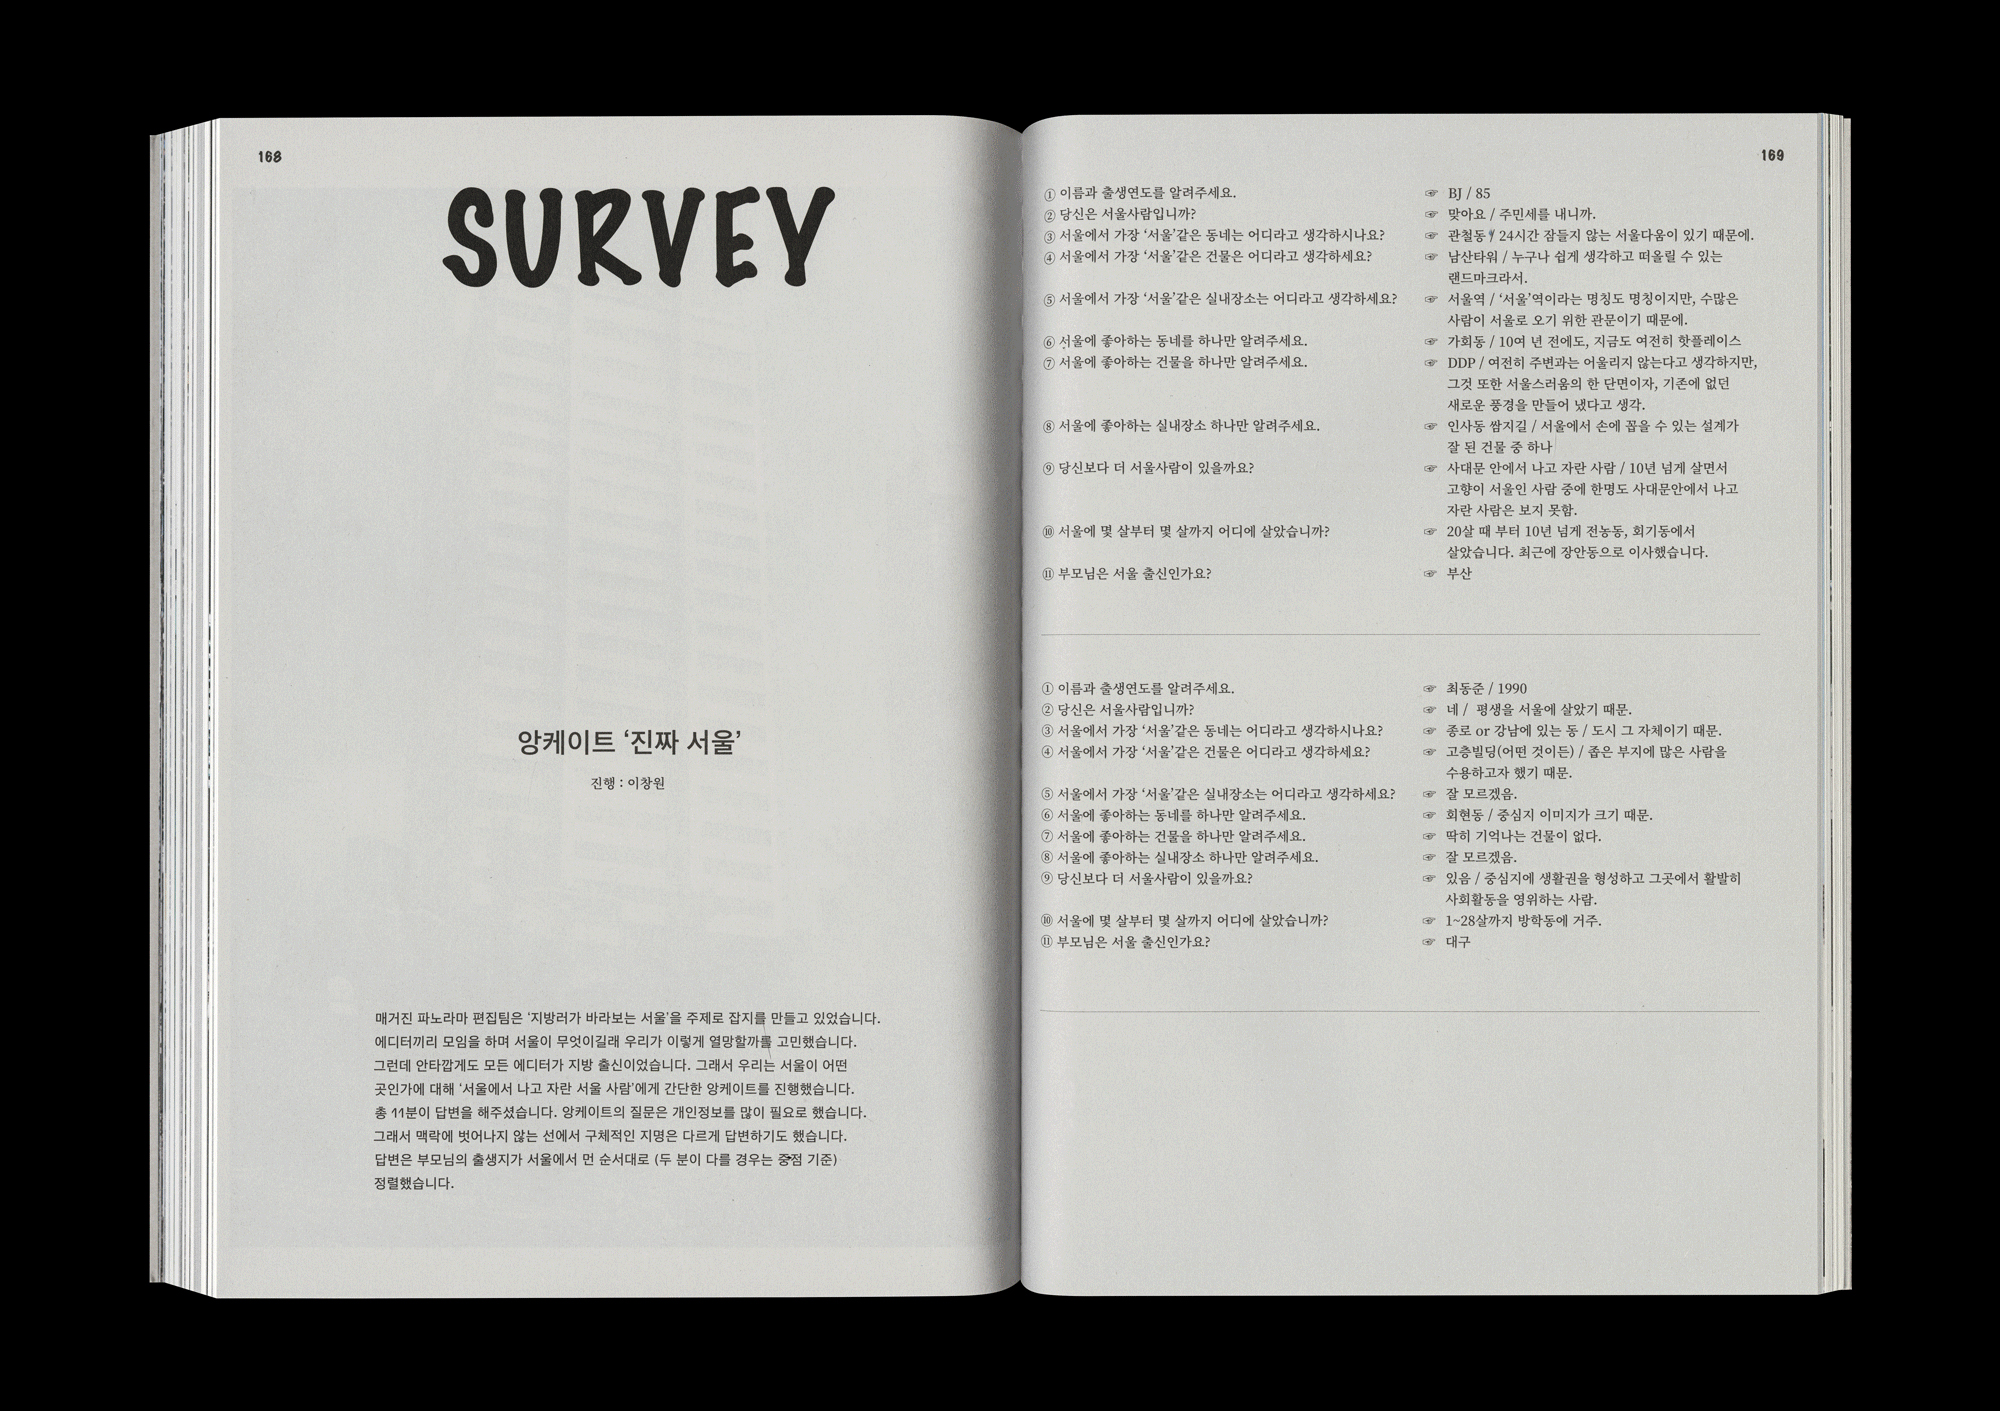 168
SURVEY
앙케이트 ‘진짜 서울’
진행 : 이창원
매거진 파노라마 편집팀은 ‘지방러가 바라보는 서울’을 주제로 잡지를 만들고 있었습니다.
에디터끼리 모임을 하며 서울이 무엇이길래 우리가 이렇게 열망할까를 고민했습니다.
그런데 안타깝게도 모든 에디터가 지방 출신이었습니다. 그래서 우리는 서울이 어떤
곳인가에 대해 ‘서울에서 나고 자란 서울 사람’에게 간단한 앙케이트를 진행했습니다.
총 11분이 답변을 해주셨습니다. 앙케이트의 질문은 개인정보를 많이 필요로 했습니다.
그래서 맥락에 벗어나지 않는 선에서 구체적인 지명은 다르게 답변하기도 했습니다.
답변은 부모님의 출생지가 서울에서 먼 순서대로 (두 분이 다를 경우는 중점 기준)
정렬했습니다.
169
① 이름과 출생연도를 알려주세요. ☞ BJ / 85
② 당신은 서울사람입니까? ☞ 맞아요 / 주민세를 내니까.
③ 서울에서 가장 ‘서울’같은 동네는 어디라고 생각하시나요? ☞ 관철동 / 24시간 잠들지 않는 서울다움이 있기 때문에.
④ 서울에서 가장 ‘서울’같은 건물은 어디라고 생각하세요? ☞ 남산타워 / 누구나 쉽게 생각하고 떠올릴 수 있는
랜드마크라서.
⑤ 서울에서 가장 ‘서울’같은 실내장소는 어디라고 생각하세요? ☞ 서울역 / ‘서울’역이라는 명칭도 명칭이지만, 수많은
사람이 서울로 오기 위한 관문이기 때문에.
⑥ 서울에 좋아하는 동네를 하나만 알려주세요. ☞ 가회동 / 10여 년 전에도, 지금도 여전히 핫플레이스
⑦ 서울에 좋아하는 건물을 하나만 알려주세요. ☞ DDP / 여전히 주변과는 어울리지 않는다고 생각하지만,
그것 또한 서울스러움의 한 단면이자, 기존에 없던
새로운 풍경을 만들어 냈다고 생각.
⑧ 서울에 좋아하는 실내장소 하나만 알려주세요. ☞ 인사동 쌈지길 / 서울에서 손에 꼽을 수 있는 설계가
잘 된 건물 중 하나
⑨ 당신보다 더 서울사람이 있을까요? ☞ 사대문 안에서 나고 자란 사람 / 10년 넘게 살면서
고향이 서울인 사람 중에 한명도 사대문안에서 나고
자란 사람은 보지 못함.
⑩ 서울에 몇 살부터 몇 살까지 어디에 살았습니까? ☞ 20살 때 부터 10년 넘게 전농동, 회기동에서
살았습니다. 최근에 장안동으로 이사했습니다.
⑪ 부모님은 서울 출신인가요? ☞ 부산
① 이름과 출생연도를 알려주세요. ☞ 최동준 / 1990
② 당신은 서울사람입니까? ☞ 네 / 평생을 서울에 살았기 때문.
③ 서울에서 가장 ‘서울’같은 동네는 어디라고 생각하시나요? ☞ 종로 or 강남에 있는 동 / 도시 그 자체이기 때문.
④ 서울에서 가장 ‘서울’같은 건물은 어디라고 생각하세요? ☞ 고층빌딩(어떤 것이든) / 좁은 부지에 많은 사람을
수용하고자 했기 때문.
⑤ 서울에서 가장 ‘서울’같은 실내장소는 어디라고 생각하세요? ☞ 잘 모르겠음.
⑥ 서울에 좋아하는 동네를 하나만 알려주세요. ☞ 회현동 / 중심지 이미지가 크기 때문.
⑦ 서울에 좋아하는 건물을 하나만 알려주세요. ☞ 딱히 기억나는 건물이 없다.
⑧ 서울에 좋아하는 실내장소 하나만 알려주세요. ☞ 잘 모르겠음.
⑨ 당신보다 더 서울사람이 있을까요? ☞ 있음 / 중심지에 생활권을 형성하고 그곳에서 활발히
사회활동을 영위하는 사람.
⑩ 서울에 몇 살부터 몇 살까지 어디에 살았습니까? ☞ 1~28살까지 방학동에 거주.
⑪ 부모님은 서울 출신인가요? ☞ 대구